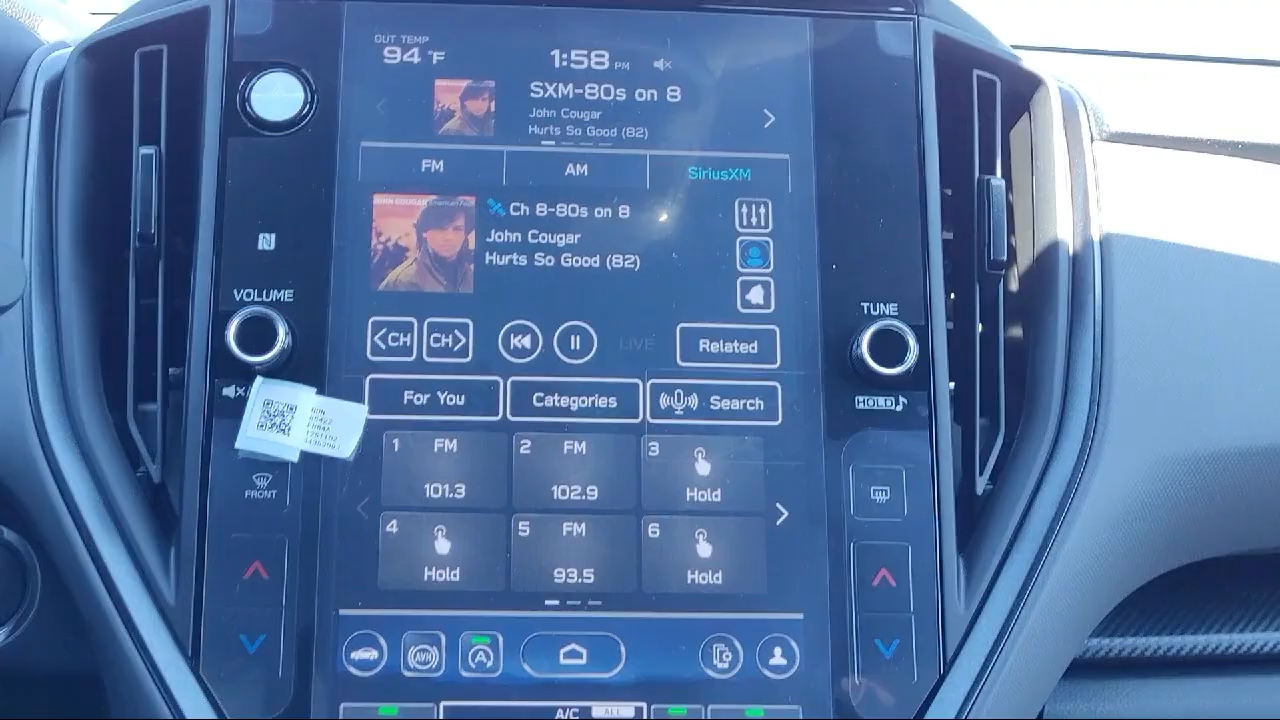 OUT TEMP
94 °F
1:58 PM
SXM-80s on 8
John Cougar
Hurts So Good (82)
FM
AM
SiriusXM
JOHN COUGAR
Ch 8-80s on 8
John Cougar
Hurts So Good (82)
VOLUME
TUNE
<CH
CH>
LIVE
Related
For You
Categories
Search
HOLD♪
1 FM
101.3
2 FM
102.9
3
Hold
FRONT
4
Hold
5 FM
93.5
6
Hold
AVH
A
A/C
ALL